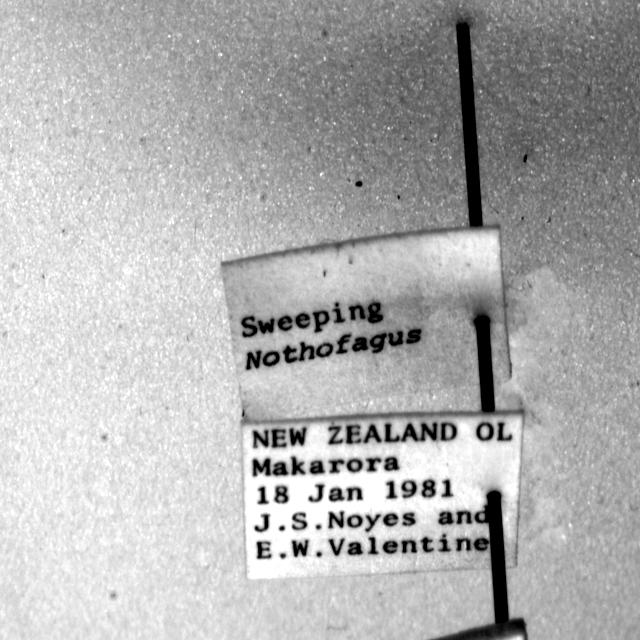 Sweeping
Nothofagus
NEW ZEALAND OL
Makarora
18 Jan 1981
J.S.Noyes and
E.W.Valentine